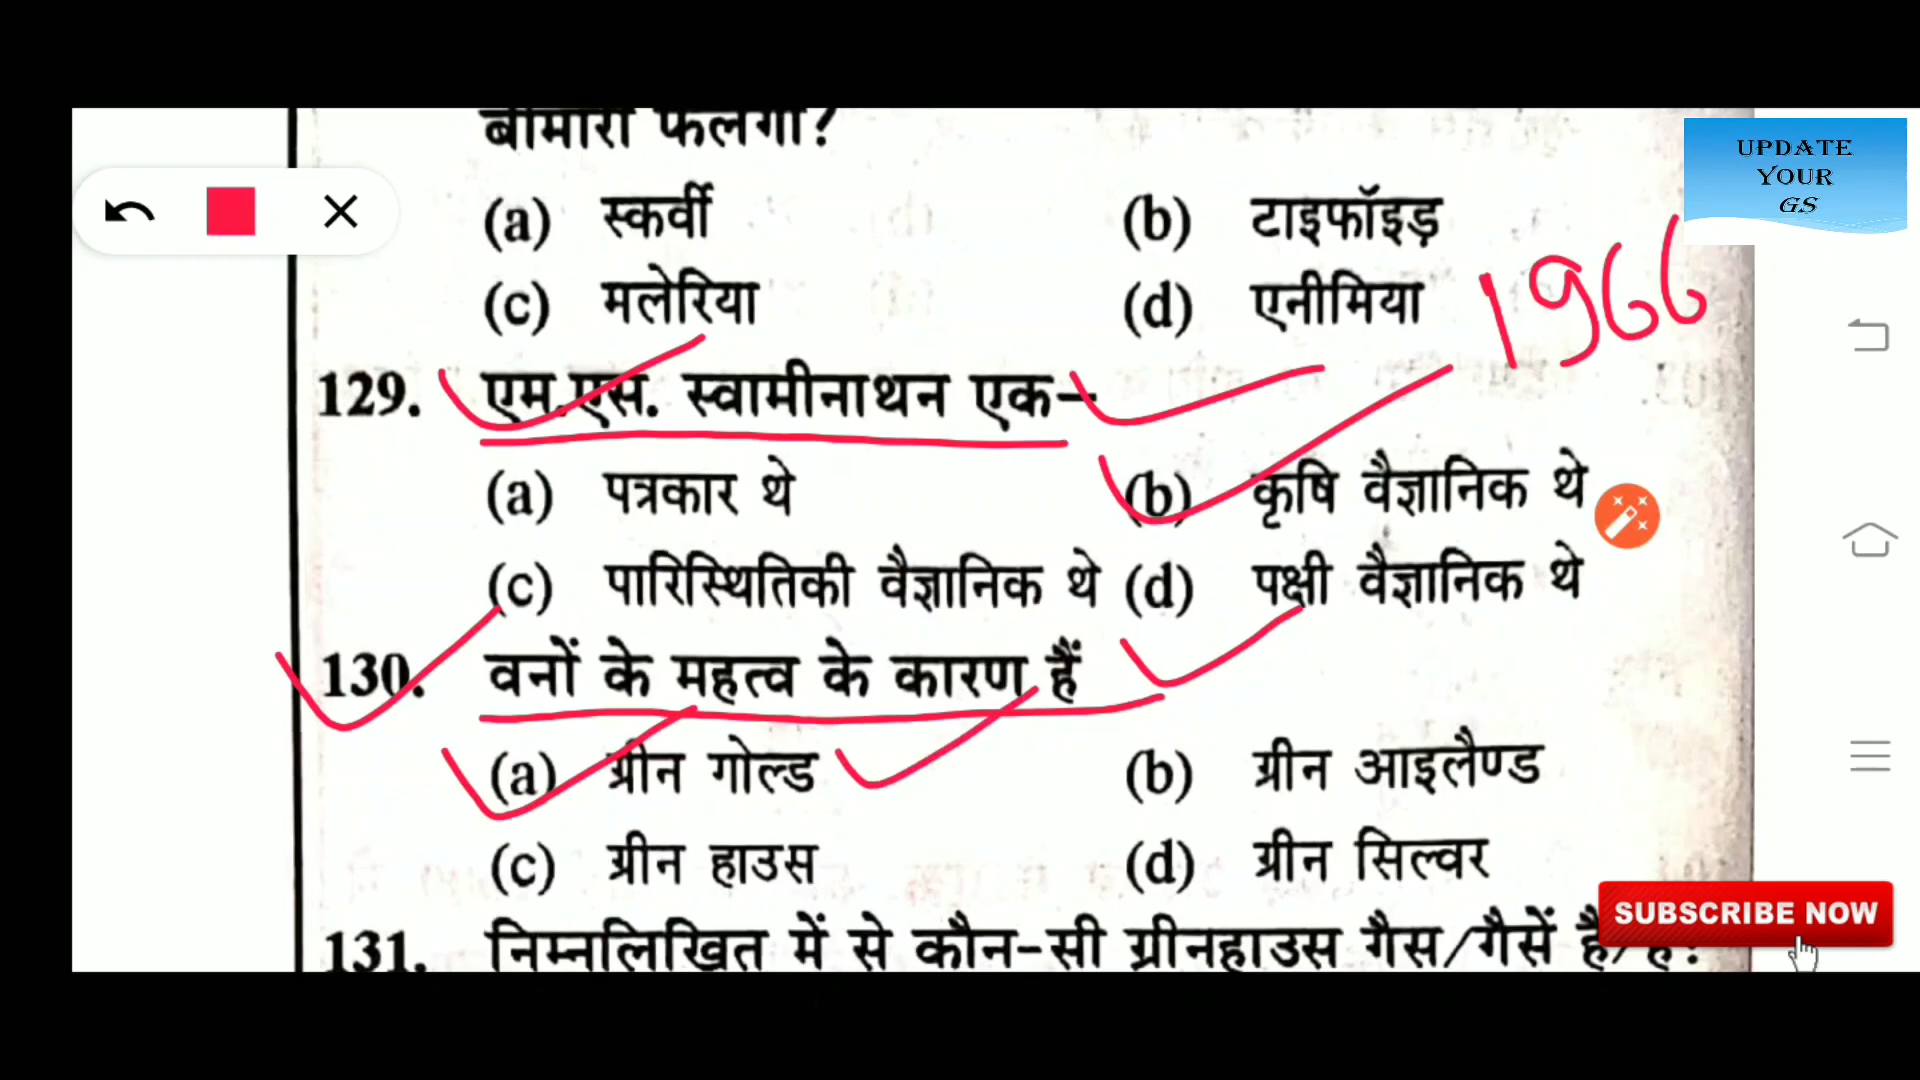 बीमारी फैलेगी?
UPDATE
YOUR
GS
(a) स्कर्वी (b) टाइफॉइड़
(c) मलेरिया (d) एनीमिया
1966
129. एम.एस. स्वामीनाथन एक–
(a) पत्रकार थे (b) कृषि वैज्ञानिक थे
(c) पारिस्थितिकी वैज्ञानिक थे (d) पक्षी वैज्ञानिक थे
130. वनों के महत्व के कारण हैं
(a) ग्रीन गोल्ड (b) ग्रीन आइलैण्ड
(c) ग्रीन हाउस (d) ग्रीन सिल्वर
SUBSCRIBE NOW
131. निम्नलिखित में से कौन-सी ग्रीनहाउस गैस/गैसें है/हैं?